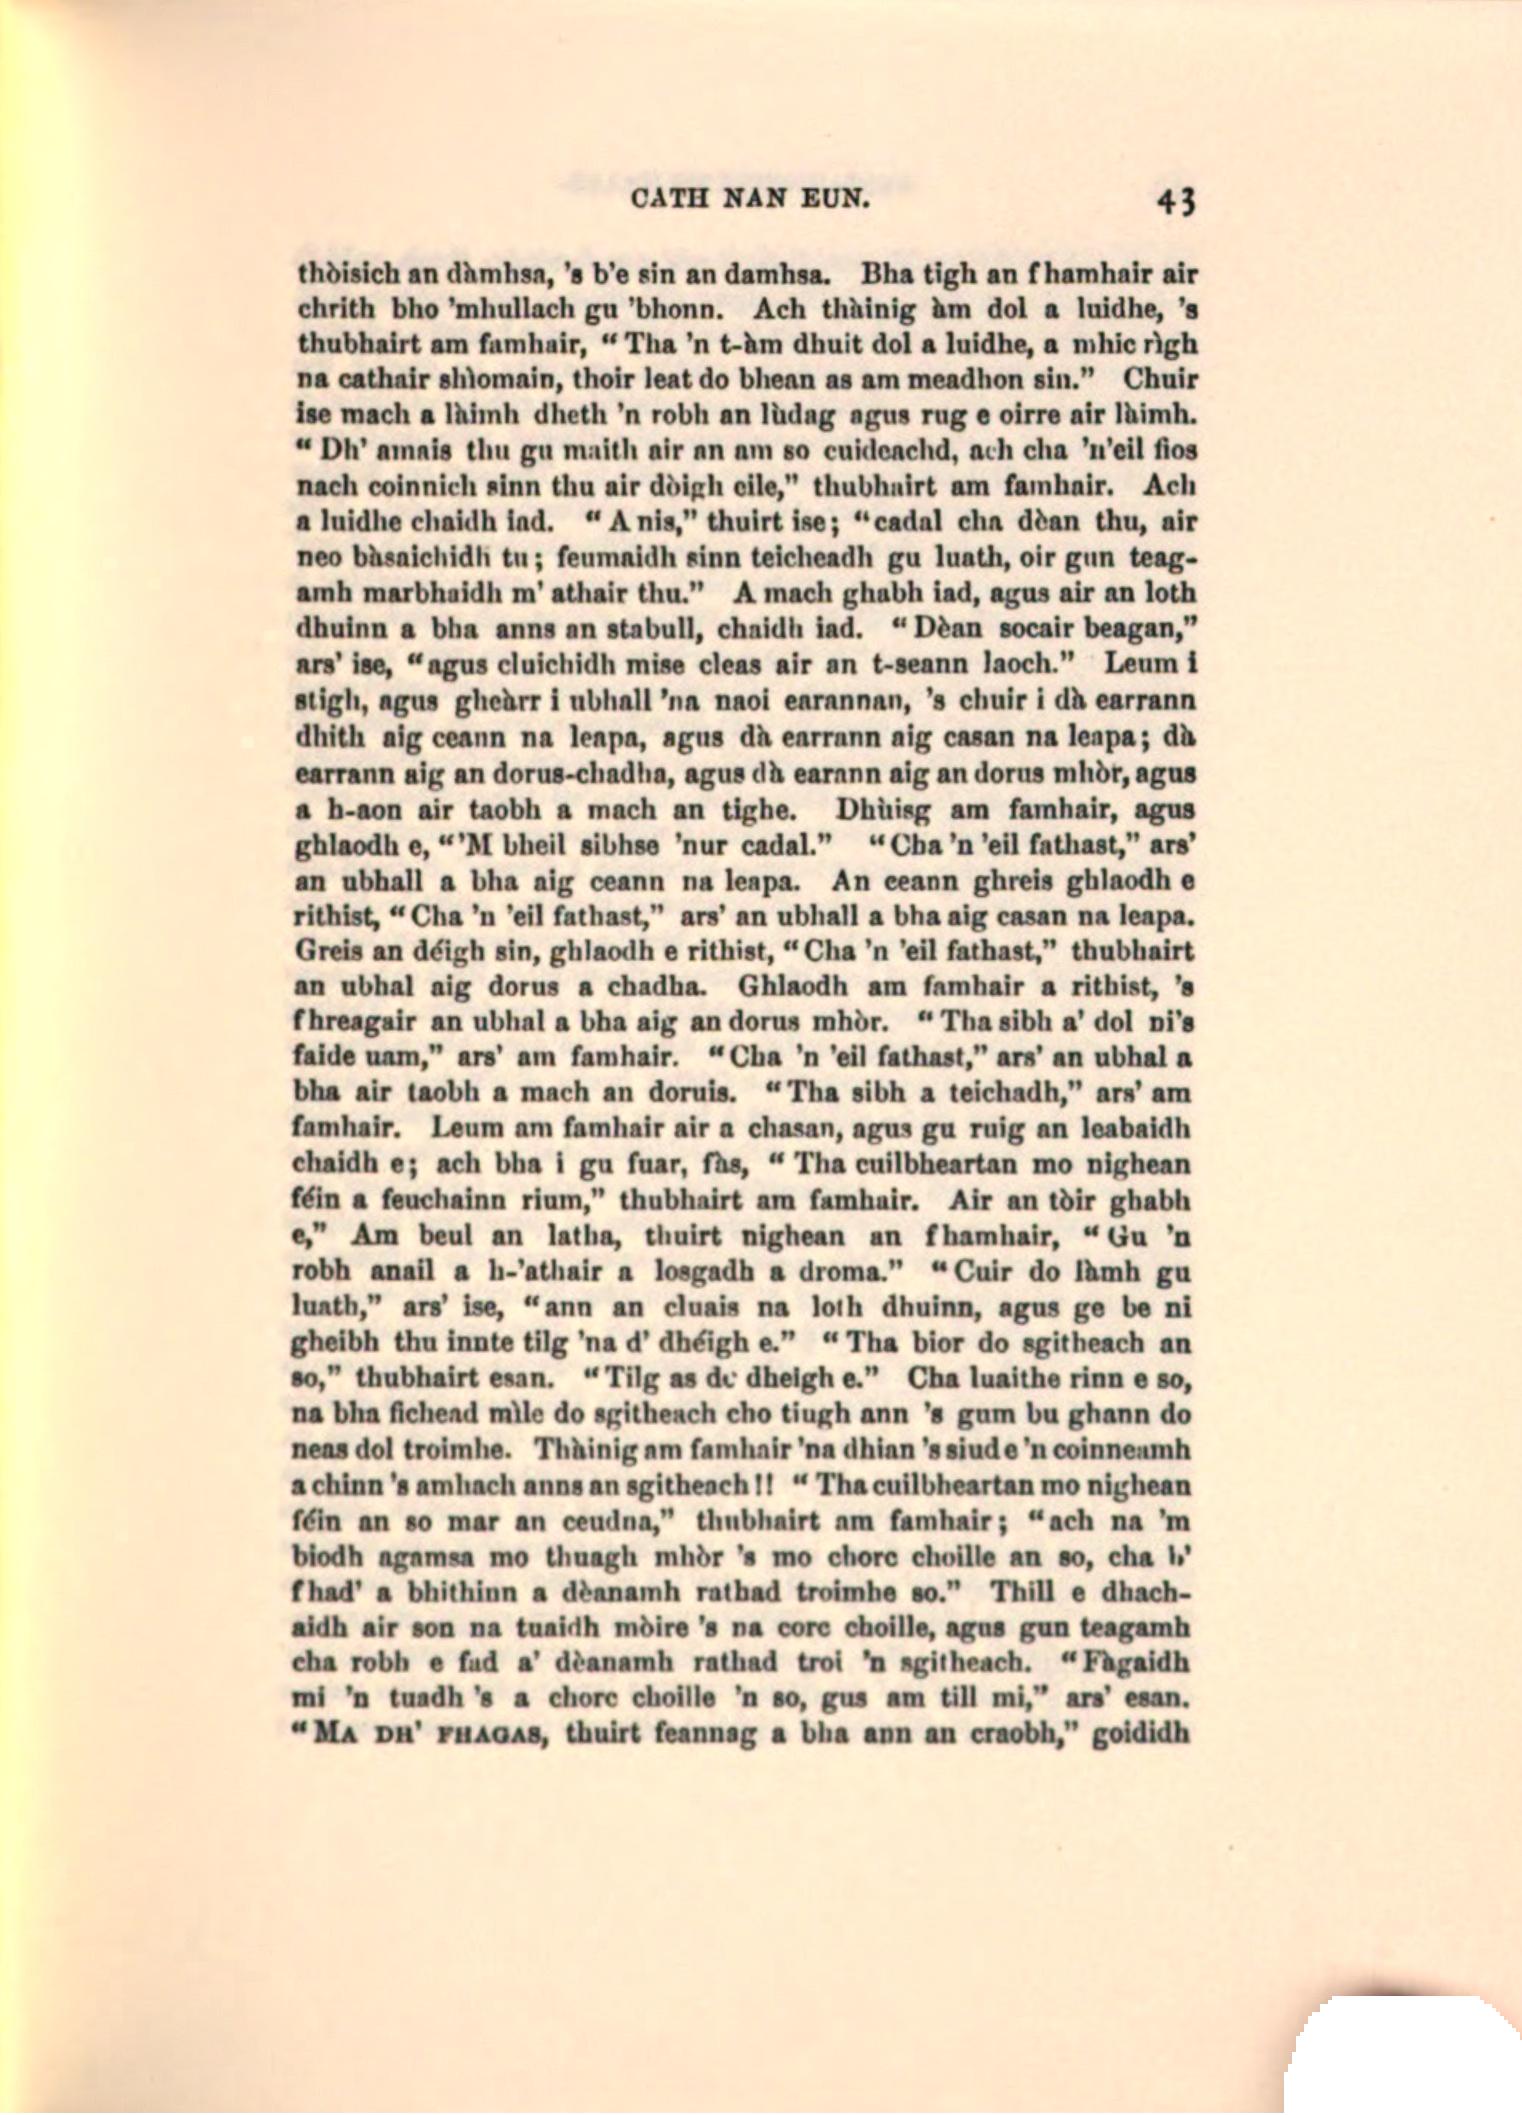 CATH NAN EUN. 43
thòisich an dàmhsa, 's b'e sin an damhsa. Bha tigh an fhamhair air
chrith bho 'mhullach gu 'bhonn. Ach thàinig àm dol a luidhe, 's
thubhairt am famhair, “Tha 'n t-àm dhuit dol a luidhe, a mhic rìgh
na cathair shìomain, thoir leat do bhean as am meadhon sin.” Chuir
ise mach a làimh dheth 'n robh an lùdag agus rug e oirre air làimh.
“Dh' amais thu gu maith air an am so cuideachd, ach cha 'n'eil fios
nach coinnich sinn thu air dòigh eile,” thubhairt am famhair. Ach
a luidhe chaidh iad. “A nis,” thuirt ise; “cadal cha dèan thu, air
neo bàsaichidh tu; feumaidh sinn teicheadh gu luath, oir gun teag-
amh marbhaidh m' athair thu.” A mach ghabh iad, agus air an loth
dhuinn a bha anns an stabull, chaidh iad. “Dèan socair beagan,”
ars' ise, “agus cluichidh mise cleas air an t-seann laoch.” Leum i
stigh, agus gheàrr i ubhall 'na naoi earannan, 's chuir i dà earrann
dhith aig ceann na leapa, agus dà earrann aig casan na leapa; dà
earrann aig an dorus-chadha, agus dà earann aig an dorus mhòr, agus
a h-aon air taobh a mach an tighe. Dhùisg am famhair, agus
ghlaodh e, “'M bheil sibhse 'nur cadal.” “Cha 'n 'eil fathast,” ars'
an ubhall a bha aig ceann na leapa. An ceann ghreis ghlaodh e
rithist, “Cha 'n 'eil fathast,” ars' an ubhall a bha aig casan na leapa.
Greis an déigh sin, ghlaodh e rithist, “Cha 'n 'eil fathast,” thubhairt
an ubhal aig dorus a chadha. Ghlaodh am famhair a rithist, 's
fhreagair an ubhal a bha aig an dorus mhòr. “Tha sibh a' dol ni's
faide uam,” ars' am famhair. “Cha 'n 'eil fathast,” ars' an ubhal a
bha air taobh a mach an doruis. “Tha sibh a teichadh,” ars' am
famhair. Leum am famhair air a chasan, agus gu ruig an leabaidh
chaidh e; ach bha i gu fuar, fàs, “Tha cuilbheartan mo nighean
féin a feuchainn rium,” thubhairt am famhair. Air an tòir ghabh
e,” Am beul an latha, thuirt nighean an fhamhair, “Gu 'n
robh anail a h-'athair a losgadh a droma.” “Cuir do làmh gu
luath,” ars' ise, “ann an cluais na loth dhuinn, agus ge be ni
gheibh thu innte tilg 'na d' dhéigh e.” “Tha bior do sgitheach an
so,” thubhairt esan. “Tilg as do dheigh e.” Cha luaithe rinn e so,
na bha fichead mìle do sgitheach cho tiugh ann 's gum bu ghann do
neas dol troimhe. Thàinig am famhair 'na dhian 's siud e 'n coinneamh
a chinn 's amhach anns an sgitheach!! “Tha cuilbheartan mo nighean
féin an so mar an ceudna,” thubhairt am famhair; “ach na 'm
biodh agamsa mo thuagh mhòr 's mo chorc choille an so, cha b'
fhad' a bhithinn a dèanamh rathad troimhe so.” Thill e dhach-
aidh air son na tuaidh mòire 's na corc choille, agus gun teagamh
cha robh e fad a' dèanamh rathad troi 'n sgitheach. “Fàgaidh
mi 'n tuadh 's a chorc choille 'n so, gus am till mi,” ars' esan.
“MA DH' FHAGAS, thuirt feannag a bha ann an craobh,” goididh